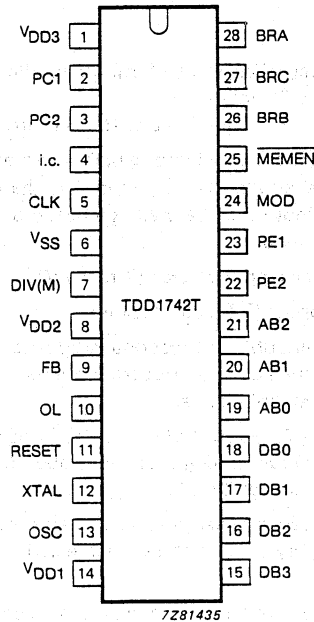 VDD3 1 28 BRA
PC1 2 27 BRC
PC2 3 26 BRB
i.c. 4 25 MEMEN
CLK 5 24 MOD
VSS 6 23 PE1
DIV(M) 7 22 PE2
TDD1742T
VDD2 8 21 AB2
FB 9 20 AB1
OL 10 19 AB0
RESET 11 18 DB0
XTAL 12 17 DB1
OSC 13 16 DB2
VDD1 14 15 DB3
7Z81435